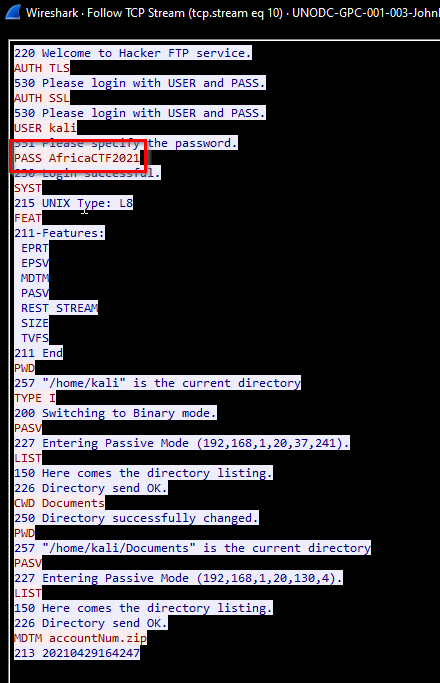 Wireshark · Follow TCP Stream (tcp.stream eq 10) · UNODC-GPC-001-003-John
220 Welcome to Hacker FTP service.
AUTH TLS
530 Please login with USER and PASS.
AUTH SSL
530 Please login with USER and PASS.
USER kali
331 Please specify the password.
PASS AfricaCTF2021
230 Login successful.
SYST
215 UNIX Type: L8
FEAT
211-Features:
EPRT
EPSV
MDTM
PASV
REST STREAM
SIZE
TVFS
211 End
PWD
257 "/home/kali" is the current directory
TYPE I
200 Switching to Binary mode.
PASV
227 Entering Passive Mode (192,168,1,20,37,241).
LIST
150 Here comes the directory listing.
226 Directory send OK.
CWD Documents
250 Directory successfully changed.
PWD
257 "/home/kali/Documents" is the current directory
PASV
227 Entering Passive Mode (192,168,1,20,130,4).
LIST
150 Here comes the directory listing.
226 Directory send OK.
MDTM accountNum.zip
213 20210429164247